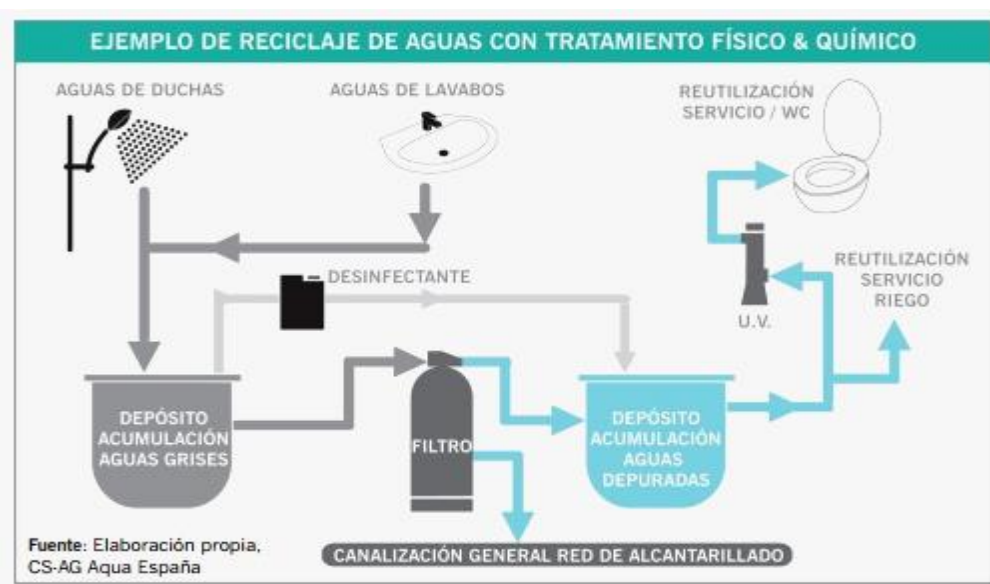 EJEMPLO DE RECICLAJE DE AGUAS CON TRATAMIENTO FÍSICO & QUÍMICO
AGUAS DE DUCHAS
AGUAS DE LAVABOS
REUTILIZACIÓN
SERVICIO / WC
DESINFECTANTE
REUTILIZACIÓN
SERVICIO
RIEGO
U.V.
DEPÓSITO
ACUMULACIÓN
AGUAS GRISES
FILTRO
DEPÓSITO
ACUMULACIÓN
AGUAS
DEPURADAS
Fuente: Elaboración propia,
CS-AG Aqua España
CANALIZACIÓN GENERAL RED DE ALCANTARILLADO